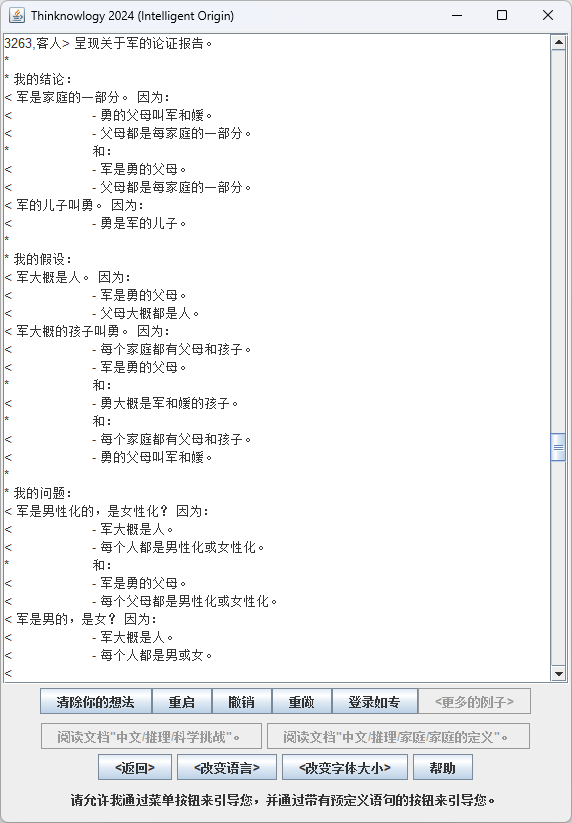 Thinknowlogy 2024 (Intelligent Origin)
3263,客人> 呈现关于军的论证报告。
*
* 我的结论：
< 军是家庭的一部分。 因为：
< - 勇的父母叫军和媛。
< - 父母都是每家庭的一部分。
* 和：
< - 军是勇的父母。
< - 父母都是每家庭的一部分。
< 军的儿子叫勇。 因为：
< - 勇是军的儿子。
*
* 我的假设：
< 军大概是人。 因为：
< - 军是勇的父母。
< - 父母大概都是人。
< 军大概的孩子叫勇。 因为：
< - 每个家庭都有父母和孩子。
< - 军是勇的父母。
* 和：
< - 勇大概是军和媛的孩子。
* 和：
< - 每个家庭都有父母和孩子。
< - 勇的父母叫军和媛。
*
* 我的问题：
< 军是男性化的，是女性化？ 因为：
< - 军大概是人。
< - 每个人都是男性化或女性化。
* 和：
< - 军是勇的父母。
< - 每个父母都是男性化或女性化。
< 军是男的，是女？ 因为：
< - 军大概是人。
< - 每个人都是男或女。
<
清除你的想法 重启 撤销 重做 登录如专 <更多的例子>
阅读文档"中文/推理/科学挑战"。 阅读文档"中文/推理/家庭/家庭的定义"。
<返回> <改变语言> <改变字体大小> 帮助
请允许我通过菜单按钮来引导您，并通过带有预定义语句的按钮来引导您。